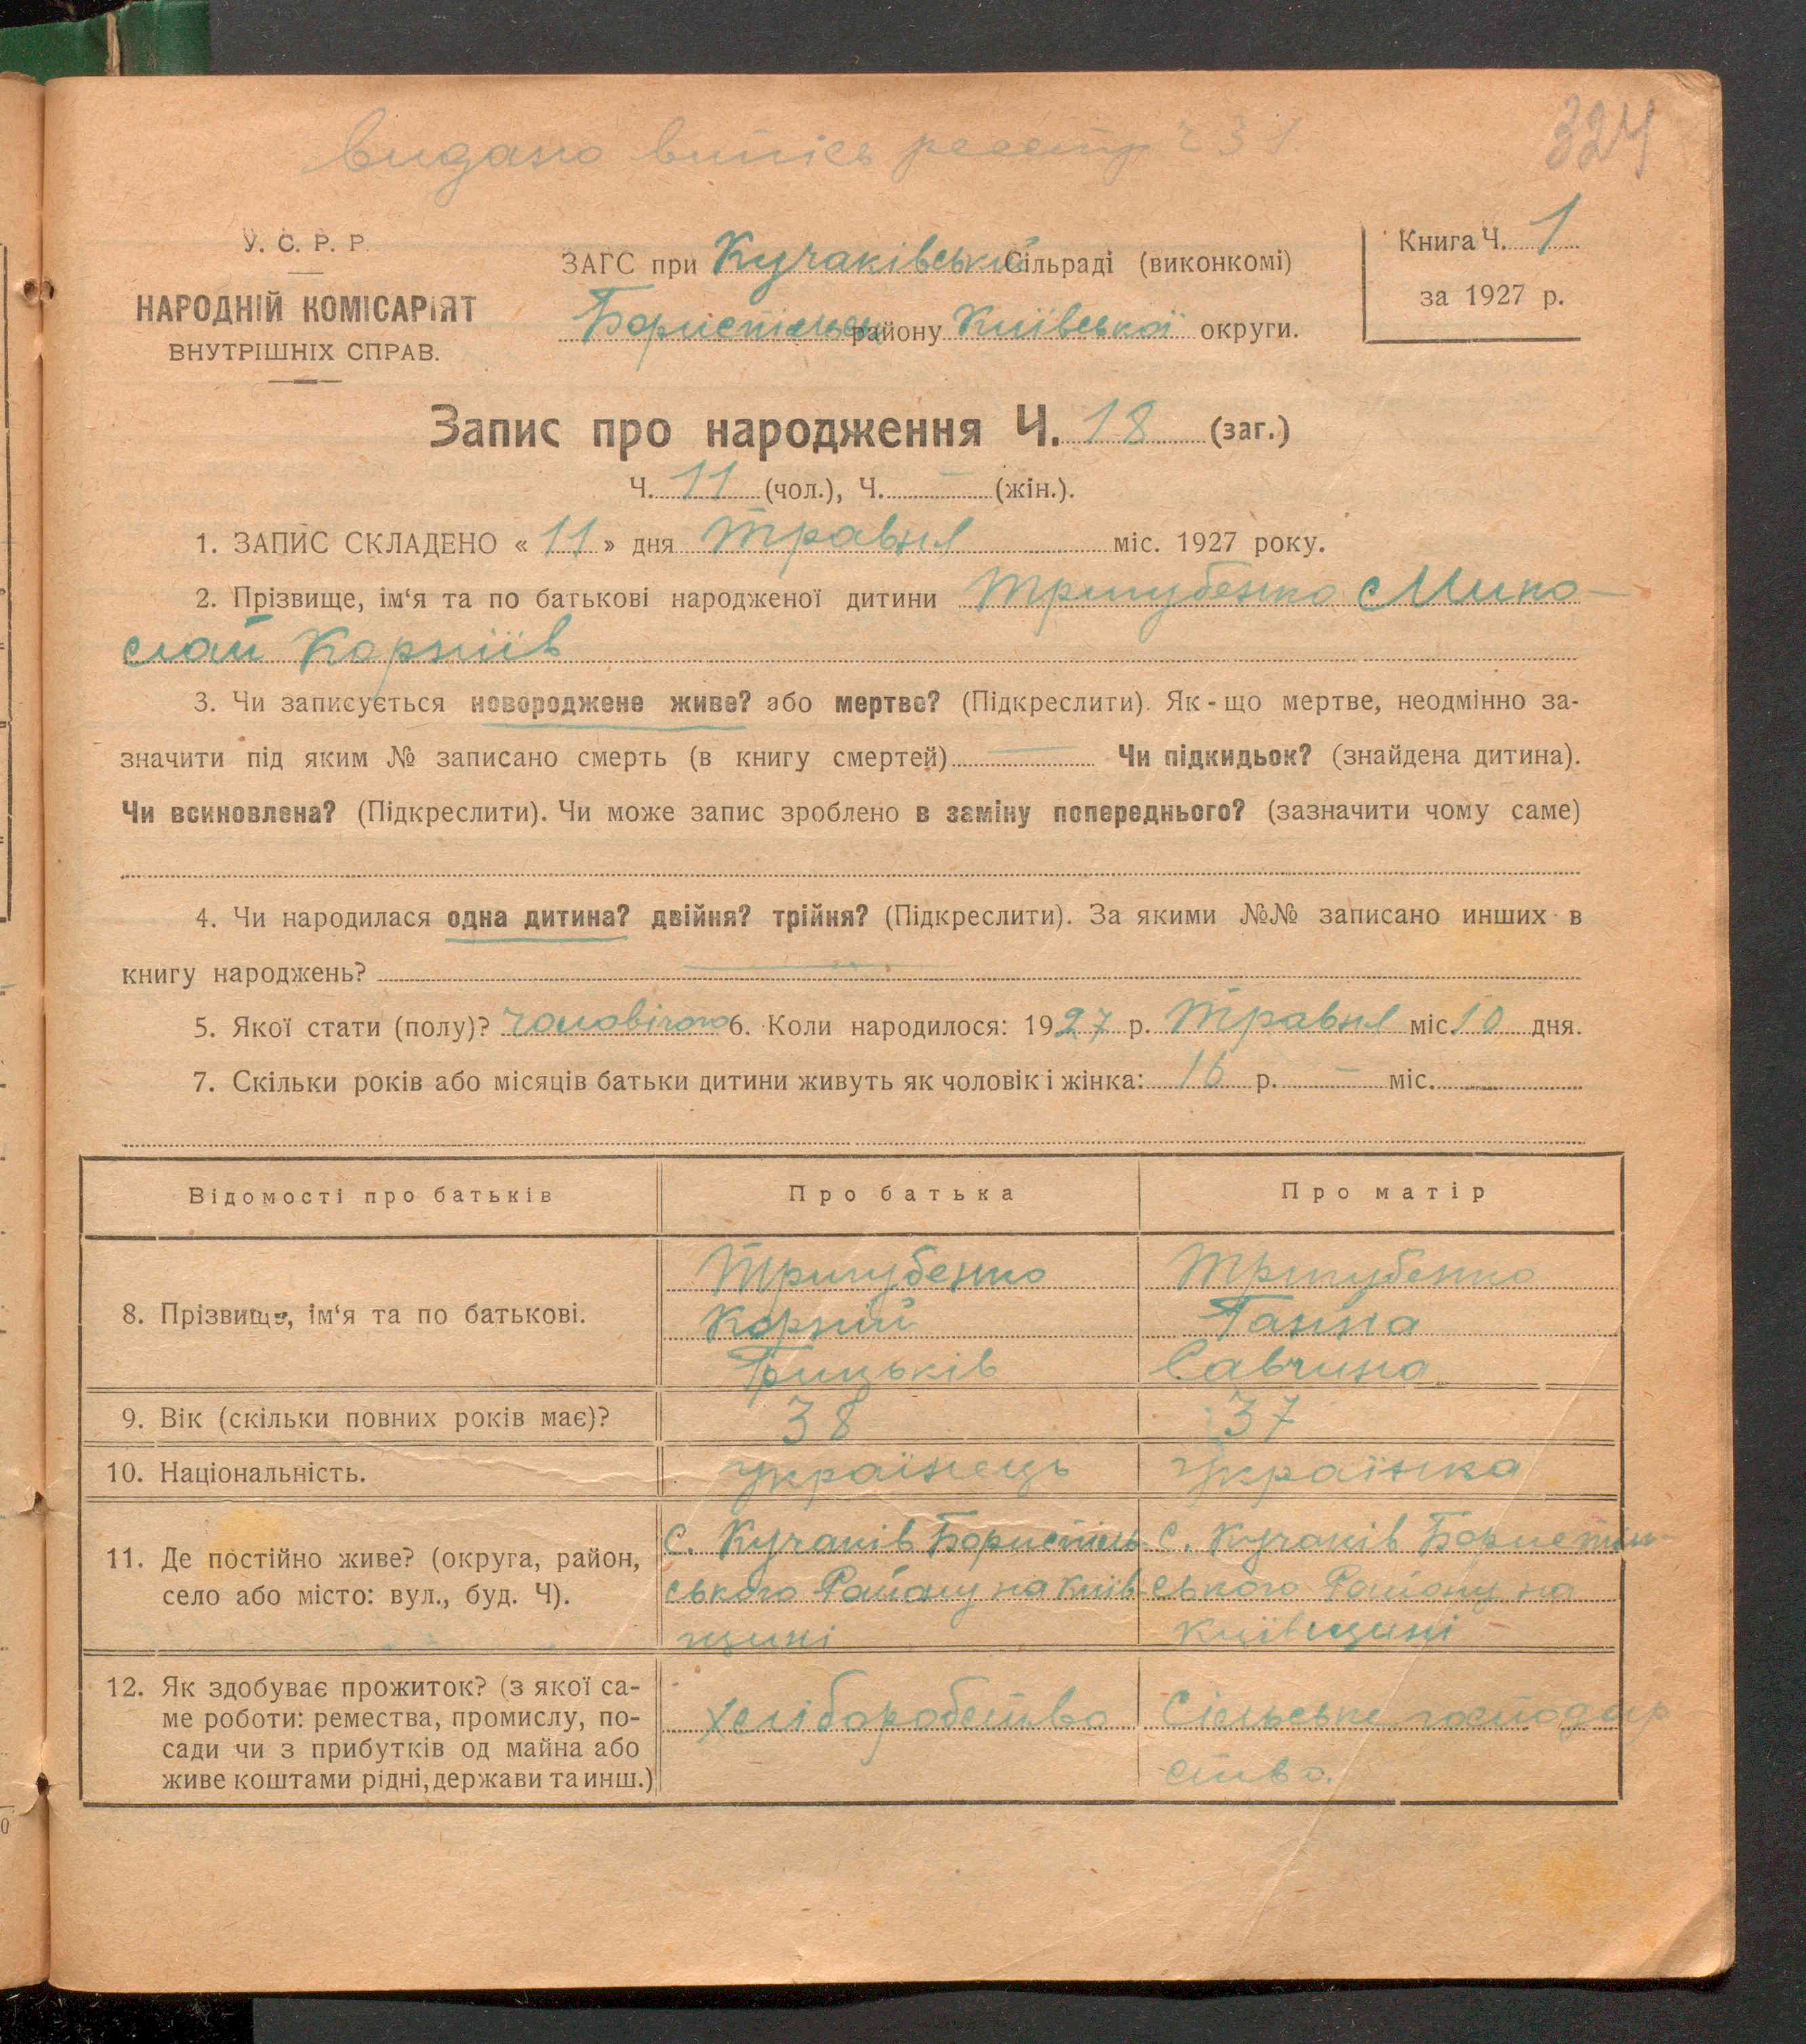 видано випісь реєстр ч 31
324
У. С. Р. Р.
НАРОДНІЙ КОМІСАРІЯТ
ВНУТРІШНІХ СПРАВ.
ЗАГС при Кучаківській Сільраді (виконкомі)
Бориспільськ району Київської округи.
Книга Ч. 1
за 1927 р.
Запис про народження Ч. 18 (заг.)
Ч. 11 (чол.), Ч. — (жін.).
1. ЗАПИС СКЛАДЕНО « 11 » дня Травня міс. 1927 року.
2. Прізвище, ім‘я та по батькові народженої дитини Тригубенко Мико-
лай Корніїв
3. Чи записується новороджене живе? або мертве? (Підкреслити). Як - що мертве, неодмінно за-
значити під яким № записано смерть (в книгу смертей) — Чи підкидьок? (знайдена дитина).
Чи всиновлена? (Підкреслити). Чи може запис зроблено в заміну попереднього? (зазначити чому саме)
4. Чи народилася одна дитина? двійня? трійня? (Підкреслити). За якими №№ записано инших в
книгу народжень? —
5. Якої стати (полу)? чоловічого 6. Коли народилося: 1927 р. Травня міс. 10 дня.
7. Скільки років або місяців батьки дитини живуть як чоловік і жінка: 16 р. — міс.
Відомості про батьків Про батька Про матір
8. Прізвище, ім‘я та по батькові.
Тригубенко
Корній
Грицьків
Тригубенко
Ганна
Савчина
9. Вік (скільки повних років має)? 38 37
10. Національність. Українець Українка
11. Де постійно живе? (округа, район,
село або місто: вул., буд. Ч).
С. Кучаків Бориспіль-
ського Району на Київ-
щині
С. Кучаків Бориспіль-
ського Району на
Київщині
12. Як здобуває прожиток? (з якої са-
ме роботи: ремества, промислу, по-
сади чи з прибутків од майна або
живе коштами рідні, держави та инш.)
хліборобство
Сільське господар
ство.